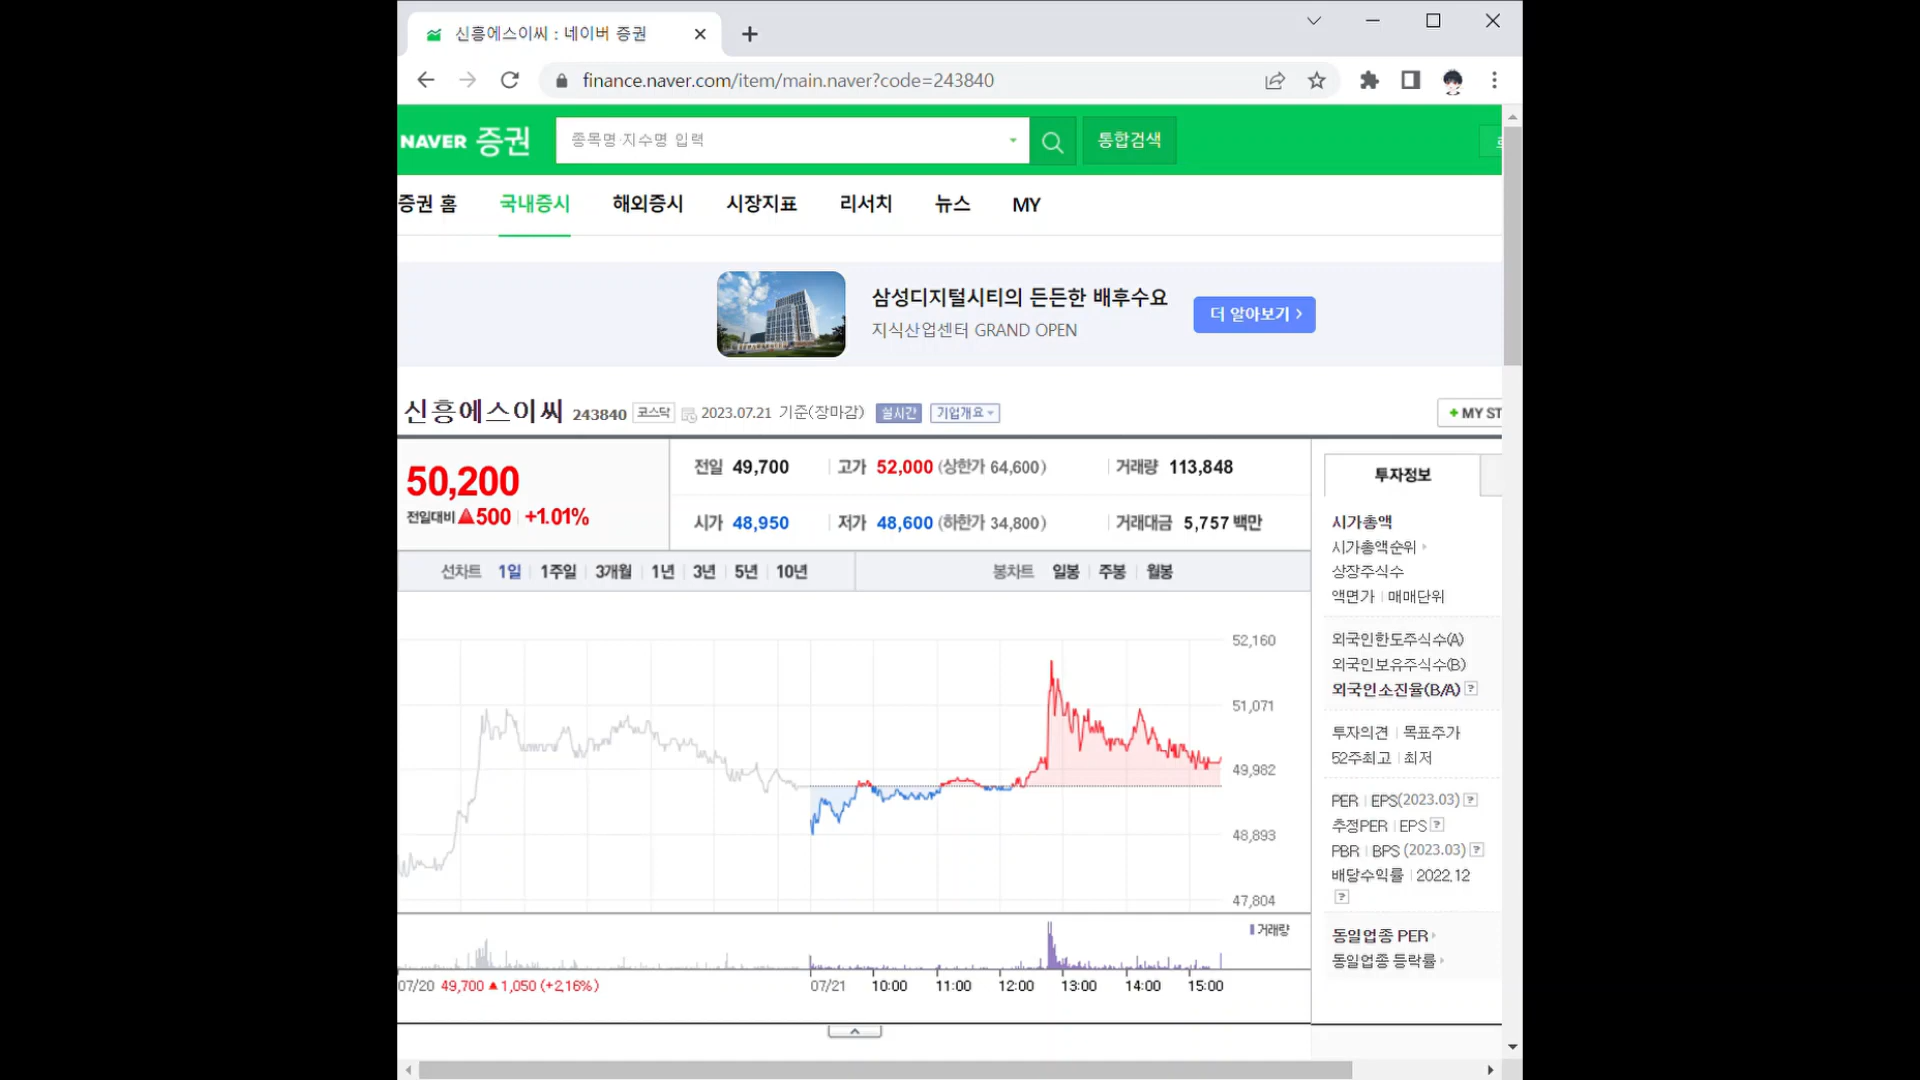 신흥에스이씨 : 네이버 증권
finance.naver.com/item/main.naver?code=243840
NAVER 증권 종목명·지수명 입력 통합검색
증권 홈 국내증시 해외증시 시장지표 리서치 뉴스 MY
삼성디지털시티의 든든한 배후수요
지식산업센터 GRAND OPEN
더 알아보기 >
신흥에스이씨 243840 코스닥 2023.07.21 기준(장마감) 실시간 기업개요 + MY ST
50,200
전일대비 ▲500 +1.01%
전일 49,700 고가 52,000 (상한가 64,600) 거래량 113,848
시가 48,950 저가 48,600 (하한가 34,800) 거래대금 5,757 백만
선차트 1일 1주일 3개월 1년 3년 5년 10년 봉차트 일봉 주봉 월봉
52,160
51,071
49,982
48,893
47,804
거래량
07/20 49,700 ▲1,050 (+2,16%) 07/21 10:00 11:00 12:00 13:00 14:00 15:00
투자정보
시가총액
시가총액순위
상장주식수
액면가 | 매매단위
외국인한도주식수(A)
외국인보유주식수(B)
외국인소진율(B/A) ?
투자의견 | 목표주가
52주최고 | 최저
PER | EPS(2023.03) ?
추정PER | EPS ?
PBR | BPS (2023.03) ?
배당수익률 | 2022.12
?
동일업종 PER
동일업종 등락률